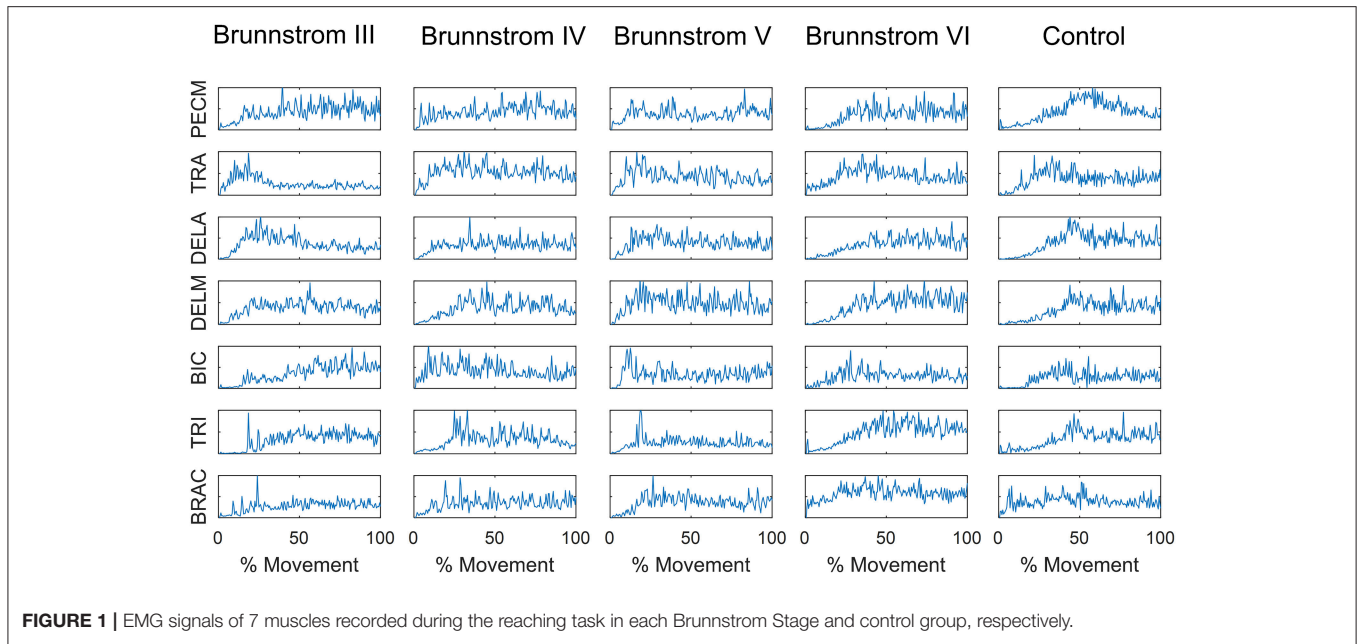 Brunnstrom III Brunnstrom IV Brunnstrom V Brunnstrom VI Control
PECM
TRA
DELA
DELM
BIC
TRI
BRAC
0 50 100 0 50 100 0 50 100 0 50 100 0 50 100
% Movement % Movement % Movement % Movement % Movement
FIGURE 1 | EMG signals of 7 muscles recorded during the reaching task in each Brunnstrom Stage and control group, respectively.